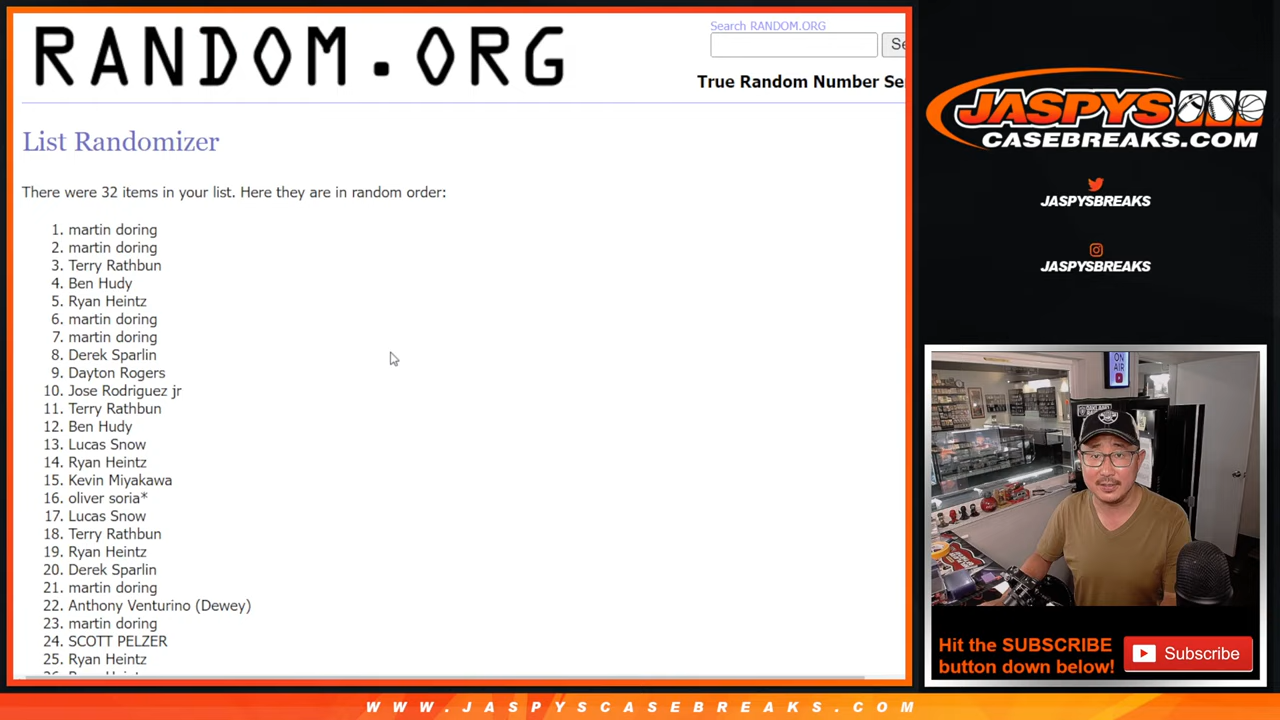 RANDOM.ORG
Search RANDOM.ORG
Se
True Random Number Se
List Randomizer
There were 32 items in your list. Here they are in random order:
1. martin doring
2. martin doring
3. Terry Rathbun
4. Ben Hudy
5. Ryan Heintz
6. martin doring
7. martin doring
8. Derek Sparlin
9. Dayton Rogers
10. Jose Rodriguez jr
11. Terry Rathbun
12. Ben Hudy
13. Lucas Snow
14. Ryan Heintz
15. Kevin Miyakawa
16. oliver soria*
17. Lucas Snow
18. Terry Rathbun
19. Ryan Heintz
20. Derek Sparlin
21. martin doring
22. Anthony Venturino (Dewey)
23. martin doring
24. SCOTT PELZER
25. Ryan Heintz
JASPYS
CASEBREAKS.COM
JASPYSBREAKS
JASPYSBREAKS
ON
AIR
Hit the SUBSCRIBE
button down below!
Subscribe
WWW.JASPYSCASEBREAKS.COM